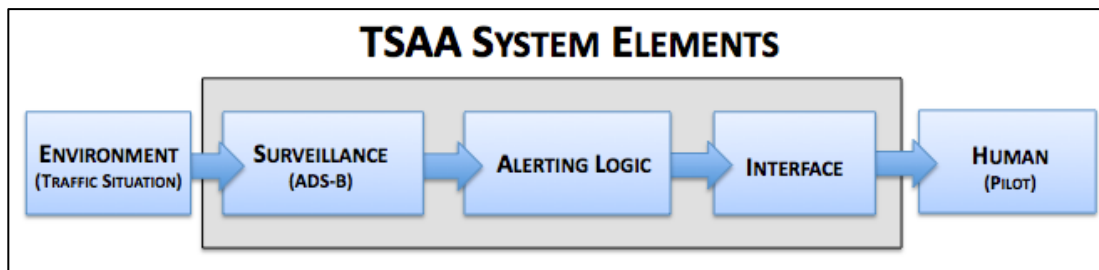 TSAA SYSTEM ELEMENTS
ENVIRONMENT
(TRAFFIC SITUATION)
SURVEILLANCE
(ADS-B)
ALERTING LOGIC
INTERFACE
HUMAN
(PILOT)